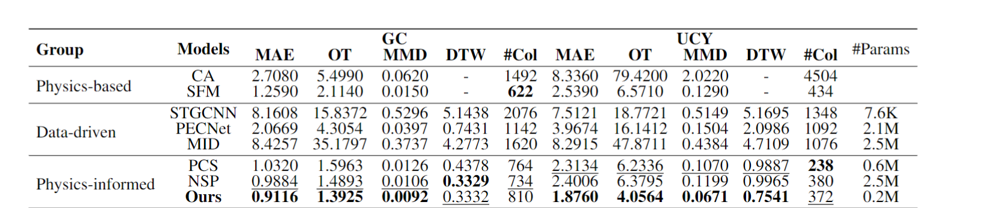 GC UCY
Group Models MAE OT MMD DTW #Col MAE OT MMD DTW #Col #Params
CA 2.7080 5.4990 0.0620 - 1492 8.3360 79.4200 2.0220 - 4504
Physics-based
SFM 1.2590 2.1140 0.0150 - 622 2.5390 6.5710 0.1290 - 434
STGCNN 8.1608 15.8372 0.5296 5.1438 2076 7.5121 18.7721 0.5149 5.1695 1348 7.6K
Data-driven PECNet 2.0669 4.3054 0.0397 0.7431 1142 3.9674 16.1412 0.1504 2.0986 1092 2.1M
MID 8.4257 35.1797 0.3737 4.2773 1620 8.2915 47.8711 0.4384 4.7109 1076 2.5M
PCS 1.0320 1.5963 0.0126 0.4378 764 2.3134 6.2336 0.1070 0.9887 238 0.6M
Physics-informed NSP 0.9884 1.4893 0.0106 0.3329 734 2.4006 6.3795 0.1199 0.9965 380 2.5M
Ours 0.9116 1.3925 0.0092 0.3332 810 1.8760 4.0564 0.0671 0.7541 372 0.2M